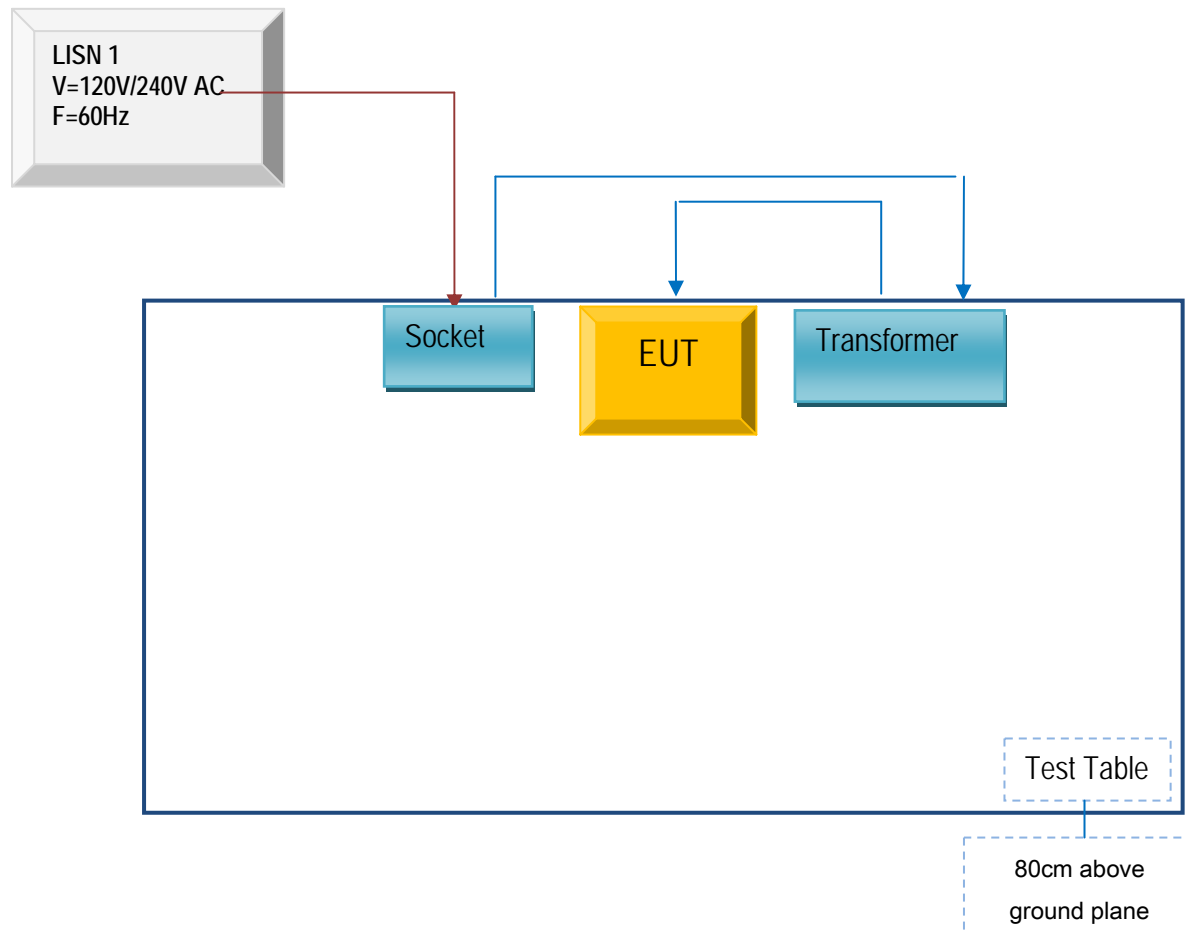 LISN 1
V=120V/240V AC
F=60Hz
Socket
EUT
Transformer
Test Table
80cm above
ground plane